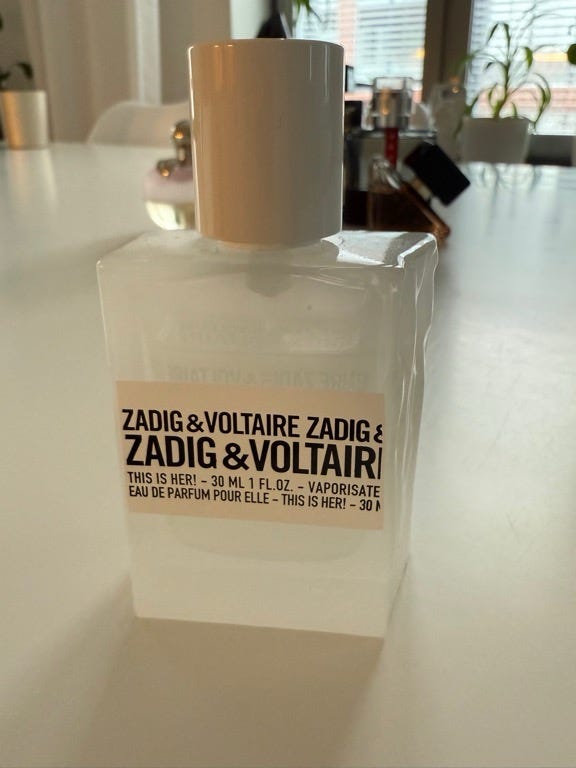 ZADIG & VOLTAIRE ZADIG &
ZADIG & VOLTAIR
THIS IS HER! – 30 ML 1 FL.OZ. – VAPORISATE
EAU DE PARFUM POUR ELLE – THIS IS HER! – 30